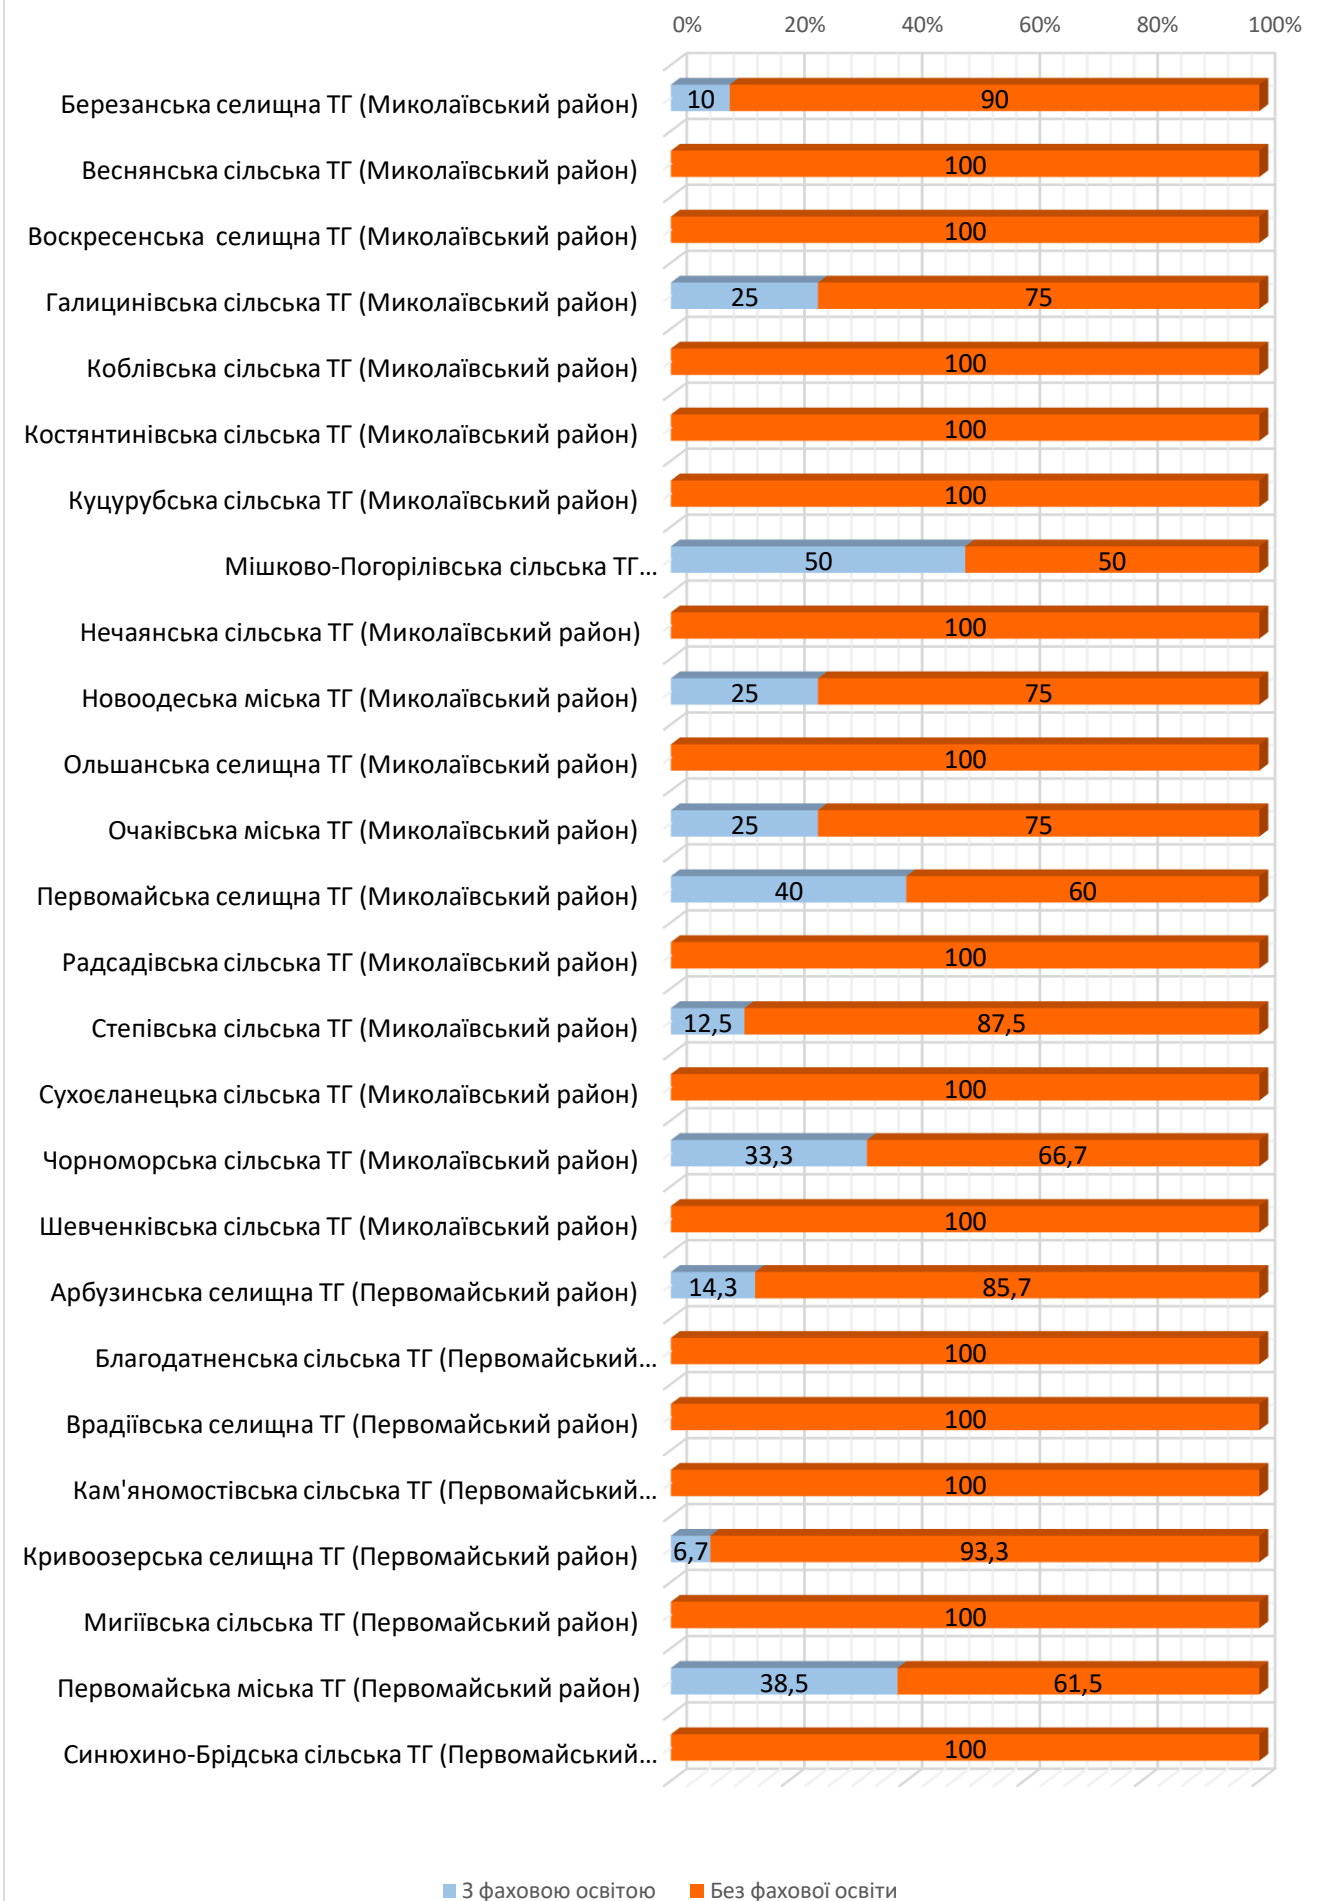 0% 20% 40% 60% 80% 100%
Березанська селищна ТГ (Миколаївський район) 10 90
Веснянська сільська ТГ (Миколаївський район) 100
Воскресенська селищна ТГ (Миколаївський район) 100
Галицинівська сільська ТГ (Миколаївський район) 25 75
Коблівська сільська ТГ (Миколаївський район) 100
Костянтинівська сільська ТГ (Миколаївський район) 100
Куцурубська сільська ТГ (Миколаївський район) 100
Мішково-Погорілівська сільська ТГ... 50 50
Нечаянська сільська ТГ (Миколаївський район) 100
Новоодеська міська ТГ (Миколаївський район) 25 75
Ольшанська селищна ТГ (Миколаївський район) 100
Очаківська міська ТГ (Миколаївський район) 25 75
Первомайська селищна ТГ (Миколаївський район) 40 60
Радсадівська сільська ТГ (Миколаївський район) 100
Степівська сільська ТГ (Миколаївський район) 12,5 87,5
Сухоєланецька сільська ТГ (Миколаївський район) 100
Чорноморська сільська ТГ (Миколаївський район) 33,3 66,7
Шевченківська сільська ТГ (Миколаївський район) 100
Арбузинська селищна ТГ (Первомайський район) 14,3 85,7
Благодатненська сільська ТГ (Первомайський... 100
Врадіївська селищна ТГ (Первомайський район) 100
Кам'яномостівська сільська ТГ (Первомайський... 100
Кривоозерська селищна ТГ (Первомайський район) 6,7 93,3
Мигіївська сільська ТГ (Первомайський район) 100
Первомайська міська ТГ (Первомайський район) 38,5 61,5
Синюхино-Брідська сільська ТГ (Первомайський... 100
З фаховою освітою Без фахової освіти